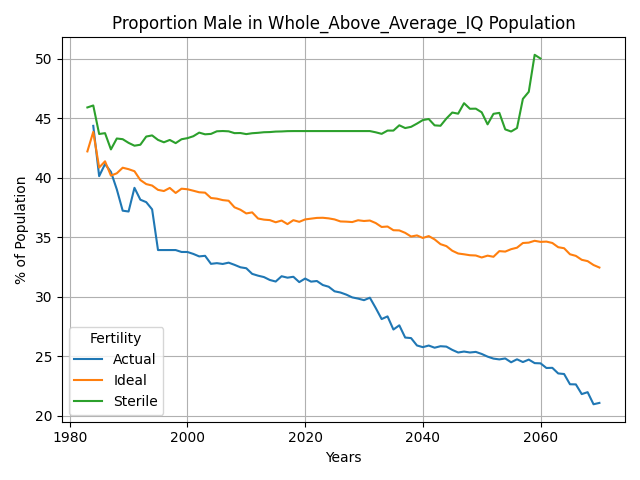 Proportion Male in Whole_Above_Average_IQ Population
% of Population
50
45
40
35
30
25
20
Fertility
Actual
Ideal
Sterile
1980
2000
2020
2040
2060
Years